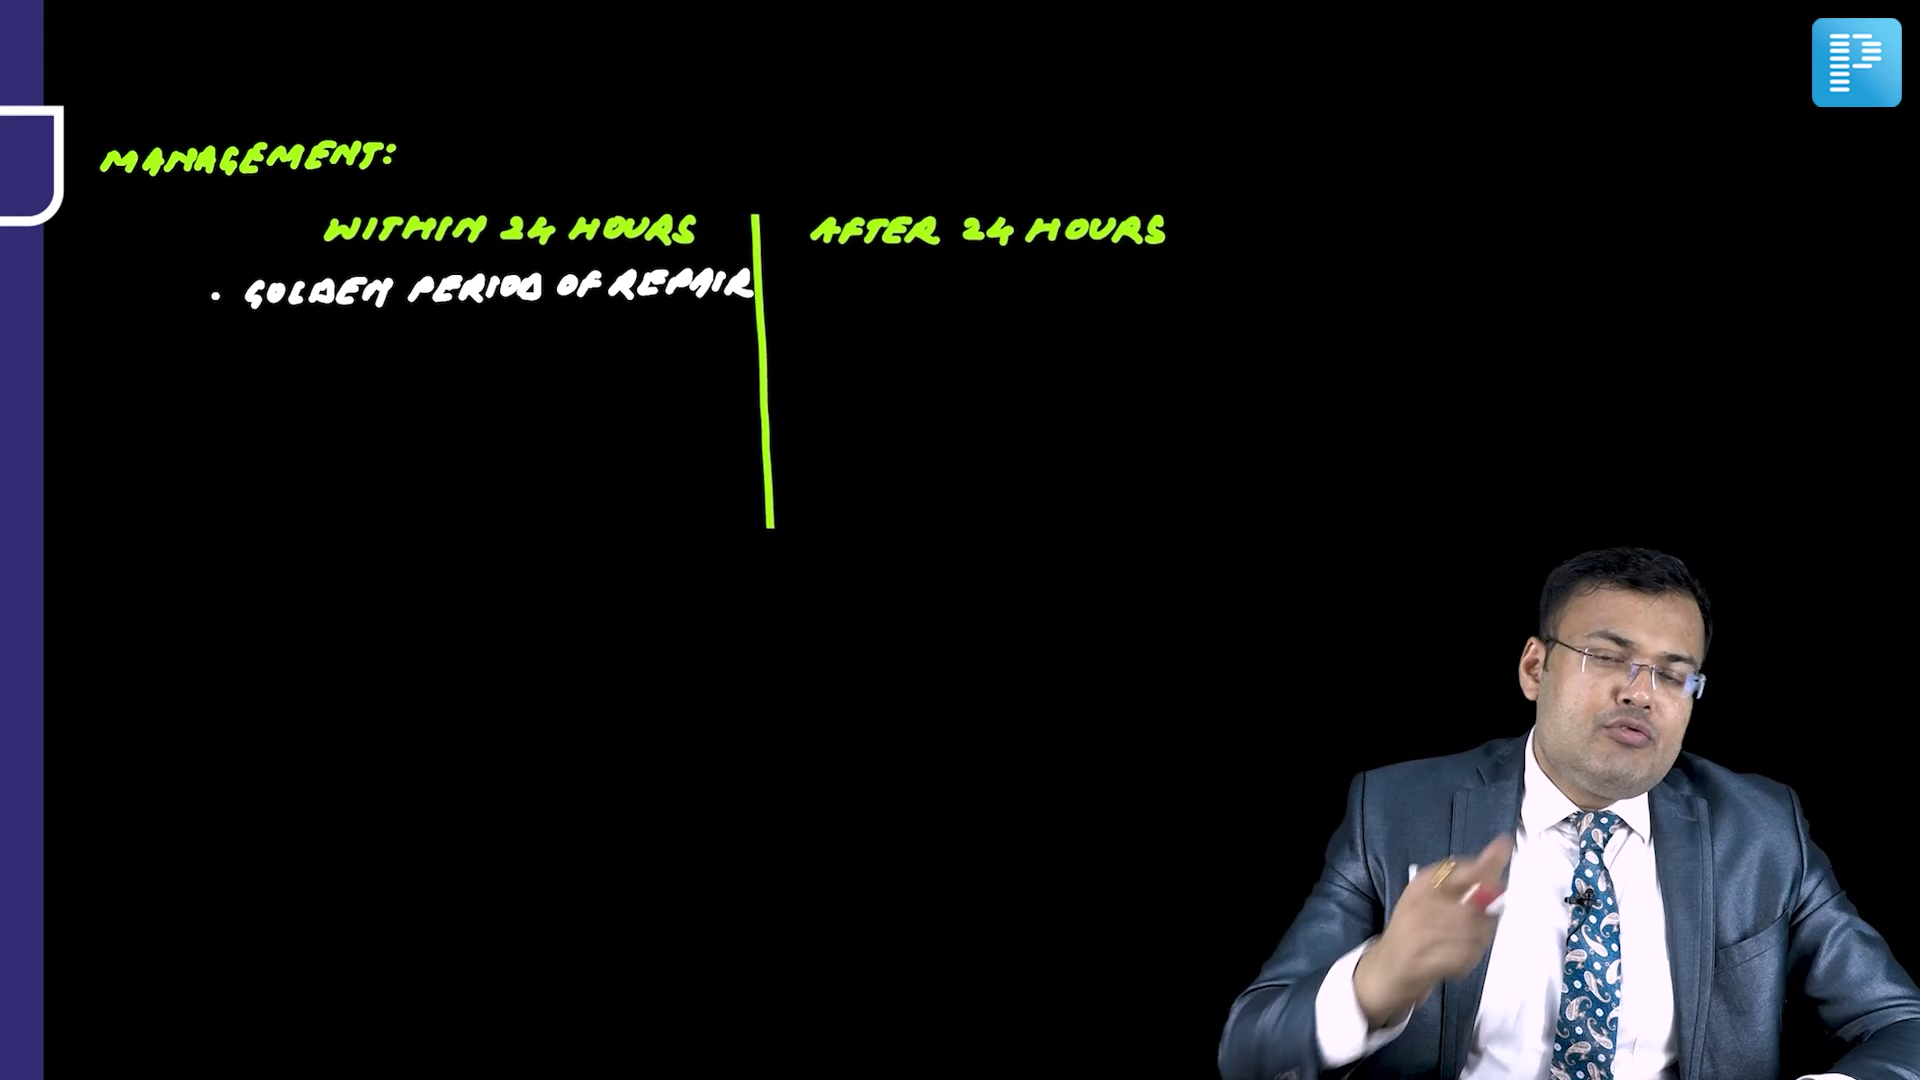 MANAGEMENT:
WITHIN 24 HOURS
AFTER 24 HOURS
• GOLDEN PERIOD OF REPAIR